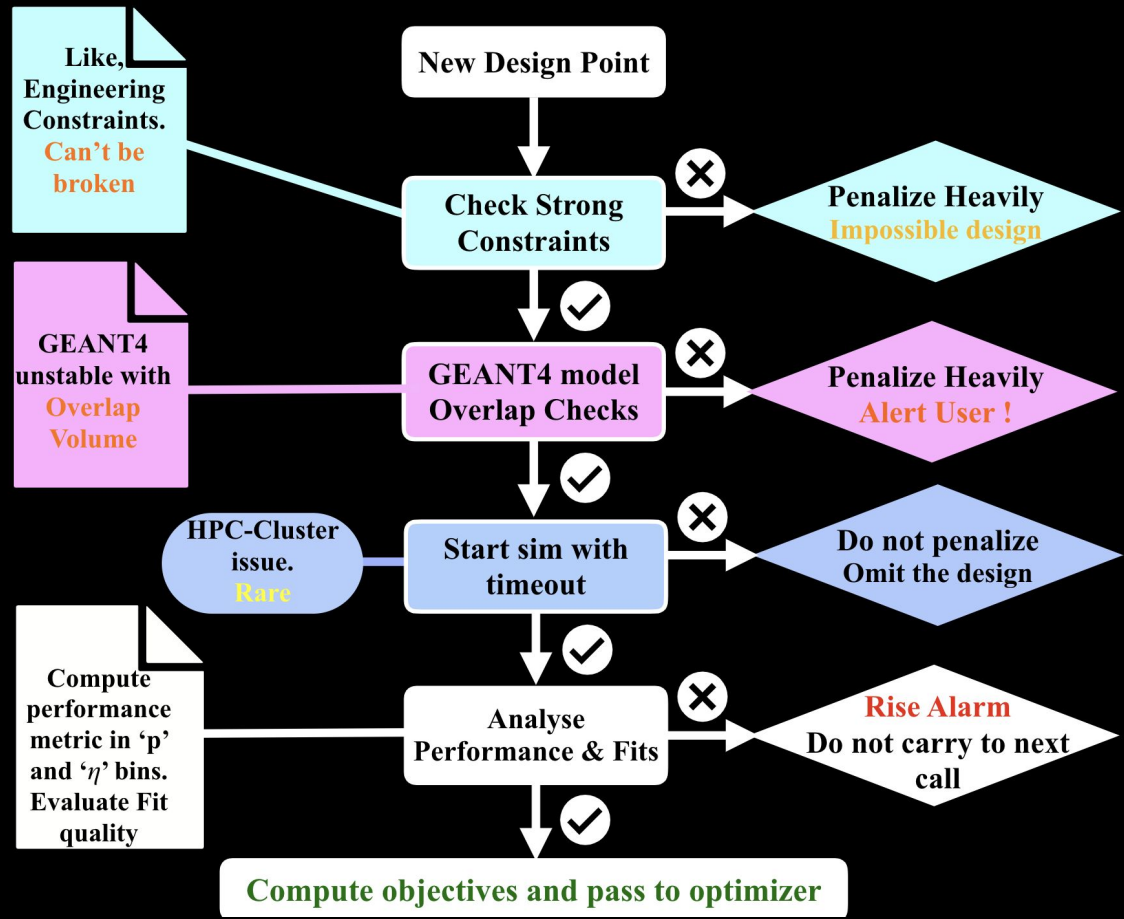 New Design Point
Like,
Engineering
Constraints.
Can't be
broken
Check Strong
Constraints
Penalize Heavily
Impossible design
GEANT4
unstable with
Overlap
Volume
GEANT4 model
Overlap Checks
Penalize Heavily
Alert User !
HPC-Cluster
issue.
Rare
Start sim with
timeout
Do not penalize
Omit the design
Compute
performance
metric in ‘p’
and ‘η’ bins.
Evaluate Fit
quality
Analyse
Performance & Fits
Rise Alarm
Do not carry to next
call
Compute objectives and pass to optimizer